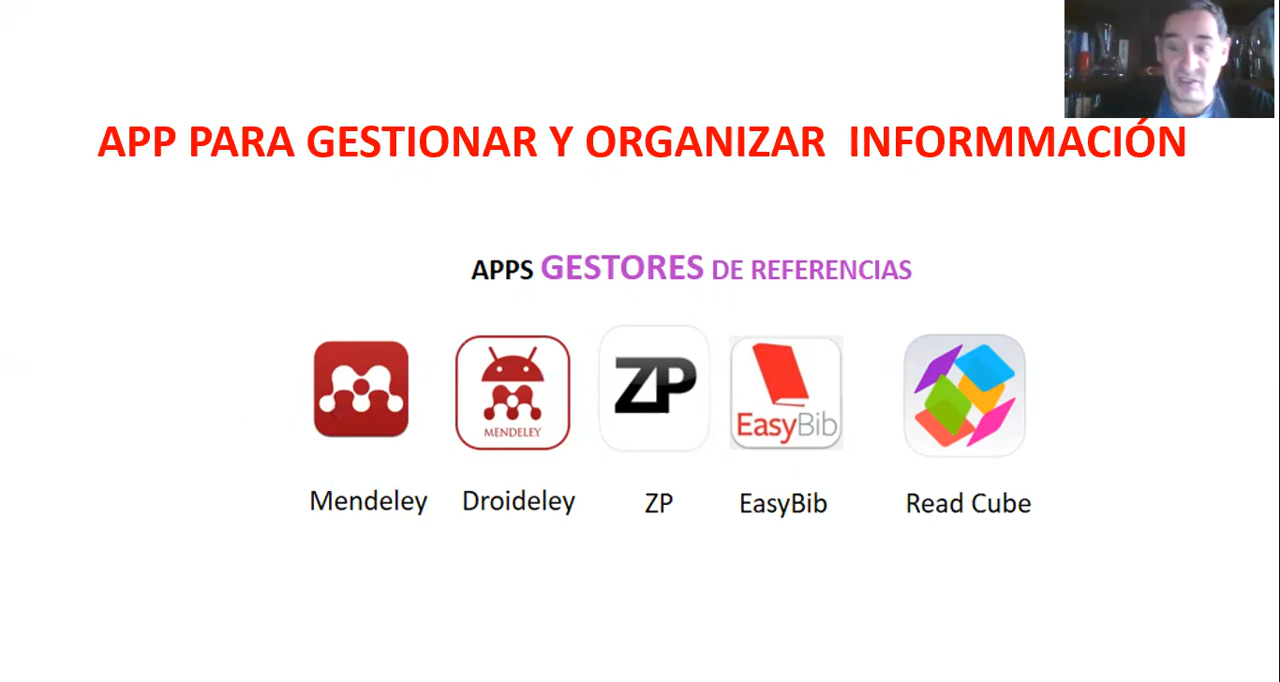 APP PARA GESTIONAR Y ORGANIZAR INFORMMACIÓN
APPS GESTORES DE REFERENCIAS
MENDELEY
ZP
EasyBib
Mendeley Droideley ZP EasyBib Read Cube